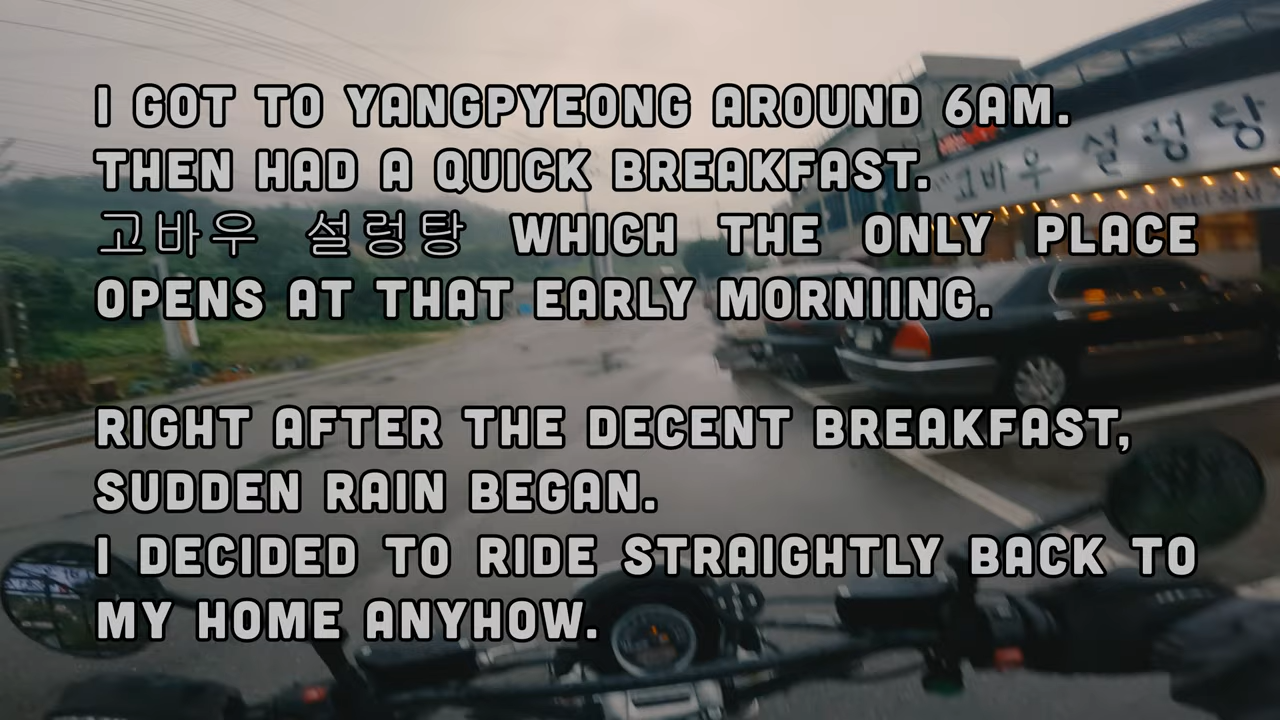 I GOT TO YANGPYEONG AROUND 6AM.
THEN HAD A QUICK BREAKFAST.
고바우 설렁탕 WHICH THE ONLY PLACE
OPENS AT THAT EARLY MORNIING.
RIGHT AFTER THE DECENT BREAKFAST,
SUDDEN RAIN BEGAN.
I DECIDED TO RIDE STRAIGHTLY BACK TO
MY HOME ANYHOW.
고바우 설렁탕